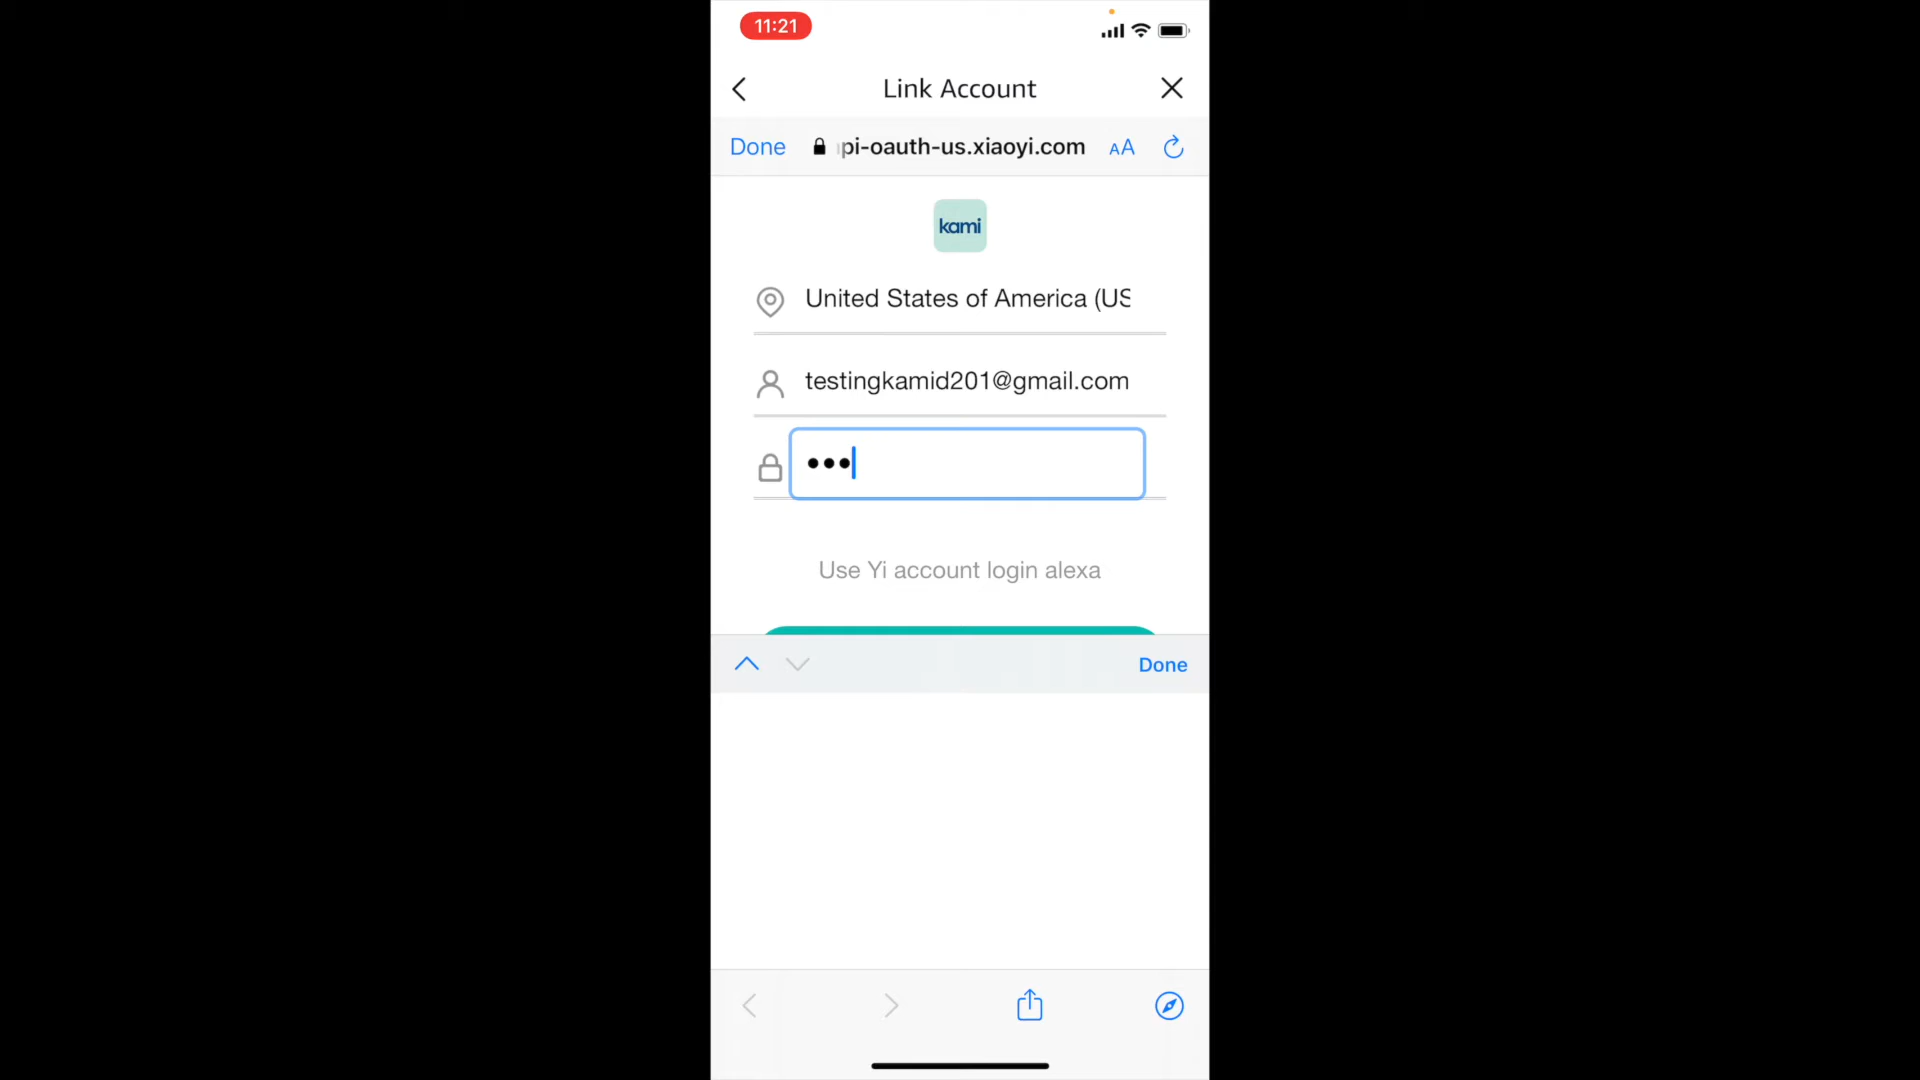 11:21
Link Account
Done
pi-oauth-us.xiaoyi.com
AA
kami
United States of America (US
testingkamid201@gmail.com
Use Yi account login alexa
Done